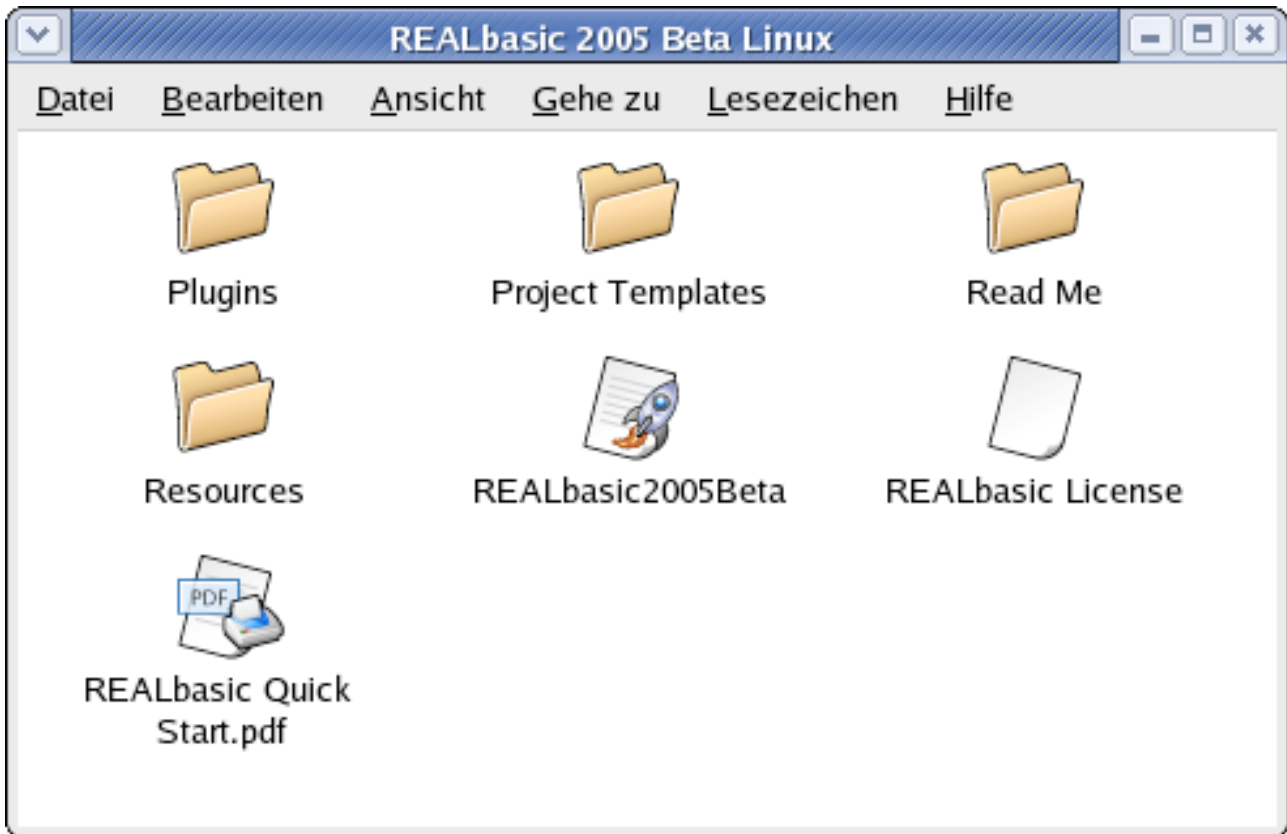 REALbasic 2005 Beta Linux
Datei Bearbeiten Ansicht Gehe zu Lesezeichen Hilfe
Plugins Project Templates Read Me
Resources REALbasic2005Beta REALbasic License
PDF
REALbasic Quick
Start.pdf